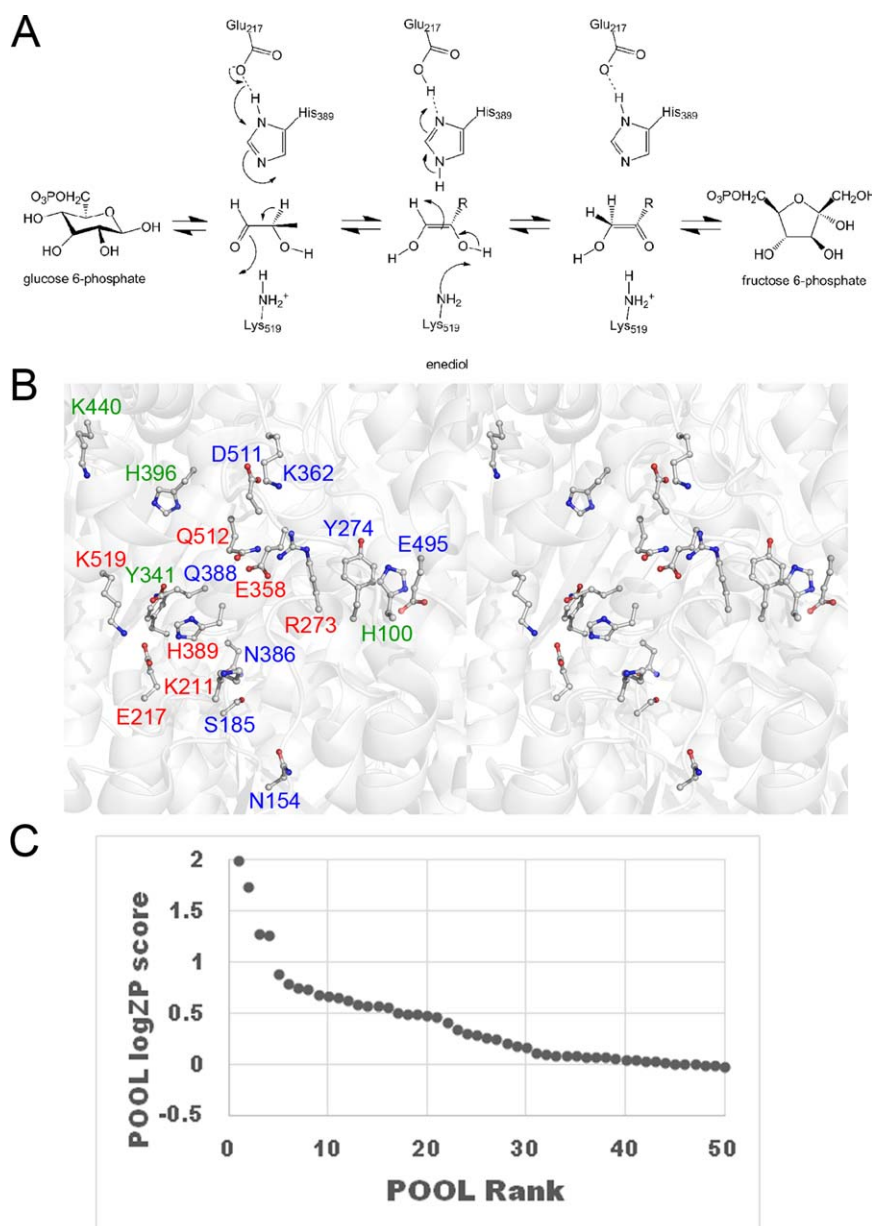 A
Glu217
Glu217
Glu217
-O
O
O
O
O-
O
H
H
H
N
His389
N
His389
N
His389
N
N
H
N
O3POH2C
O
HO
HO
OH
OH
glucose 6-phosphate
H
H
O
O
H
H
R
O
O
H
H
H
H
R
O
O
H
O3POH2C
O
CH2OH
OH
HO
OH
fructose 6-phosphate
H
NH2+
Lys519
NH2
Lys519
H
NH2+
Lys519
enediol
B
K440
D511
K362
H396
Q512
Y274
E495
K519
Y341
Q388
E358
R273
H100
H389
N386
K211
E217
S185
N154
C
POOL logZP score
2
1.5
1
0.5
0
-0.5
0
10
20
30
40
50
POOL Rank